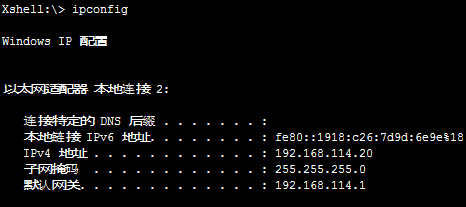 Xshell:\> ipconfig
Windows IP 配置
以太网适配器 本地连接 2:
连接特定的 DNS 后缀 . . . . . . . :
本地连接 IPv6 地址. . . . . . . . : fe80::1918:c26:7d9d:6e9e%18
IPv4 地址 . . . . . . . . . . . . : 192.168.114.20
子网掩码 . . . . . . . . . . . . : 255.255.255.0
默认网关. . . . . . . . . . . . . : 192.168.114.1